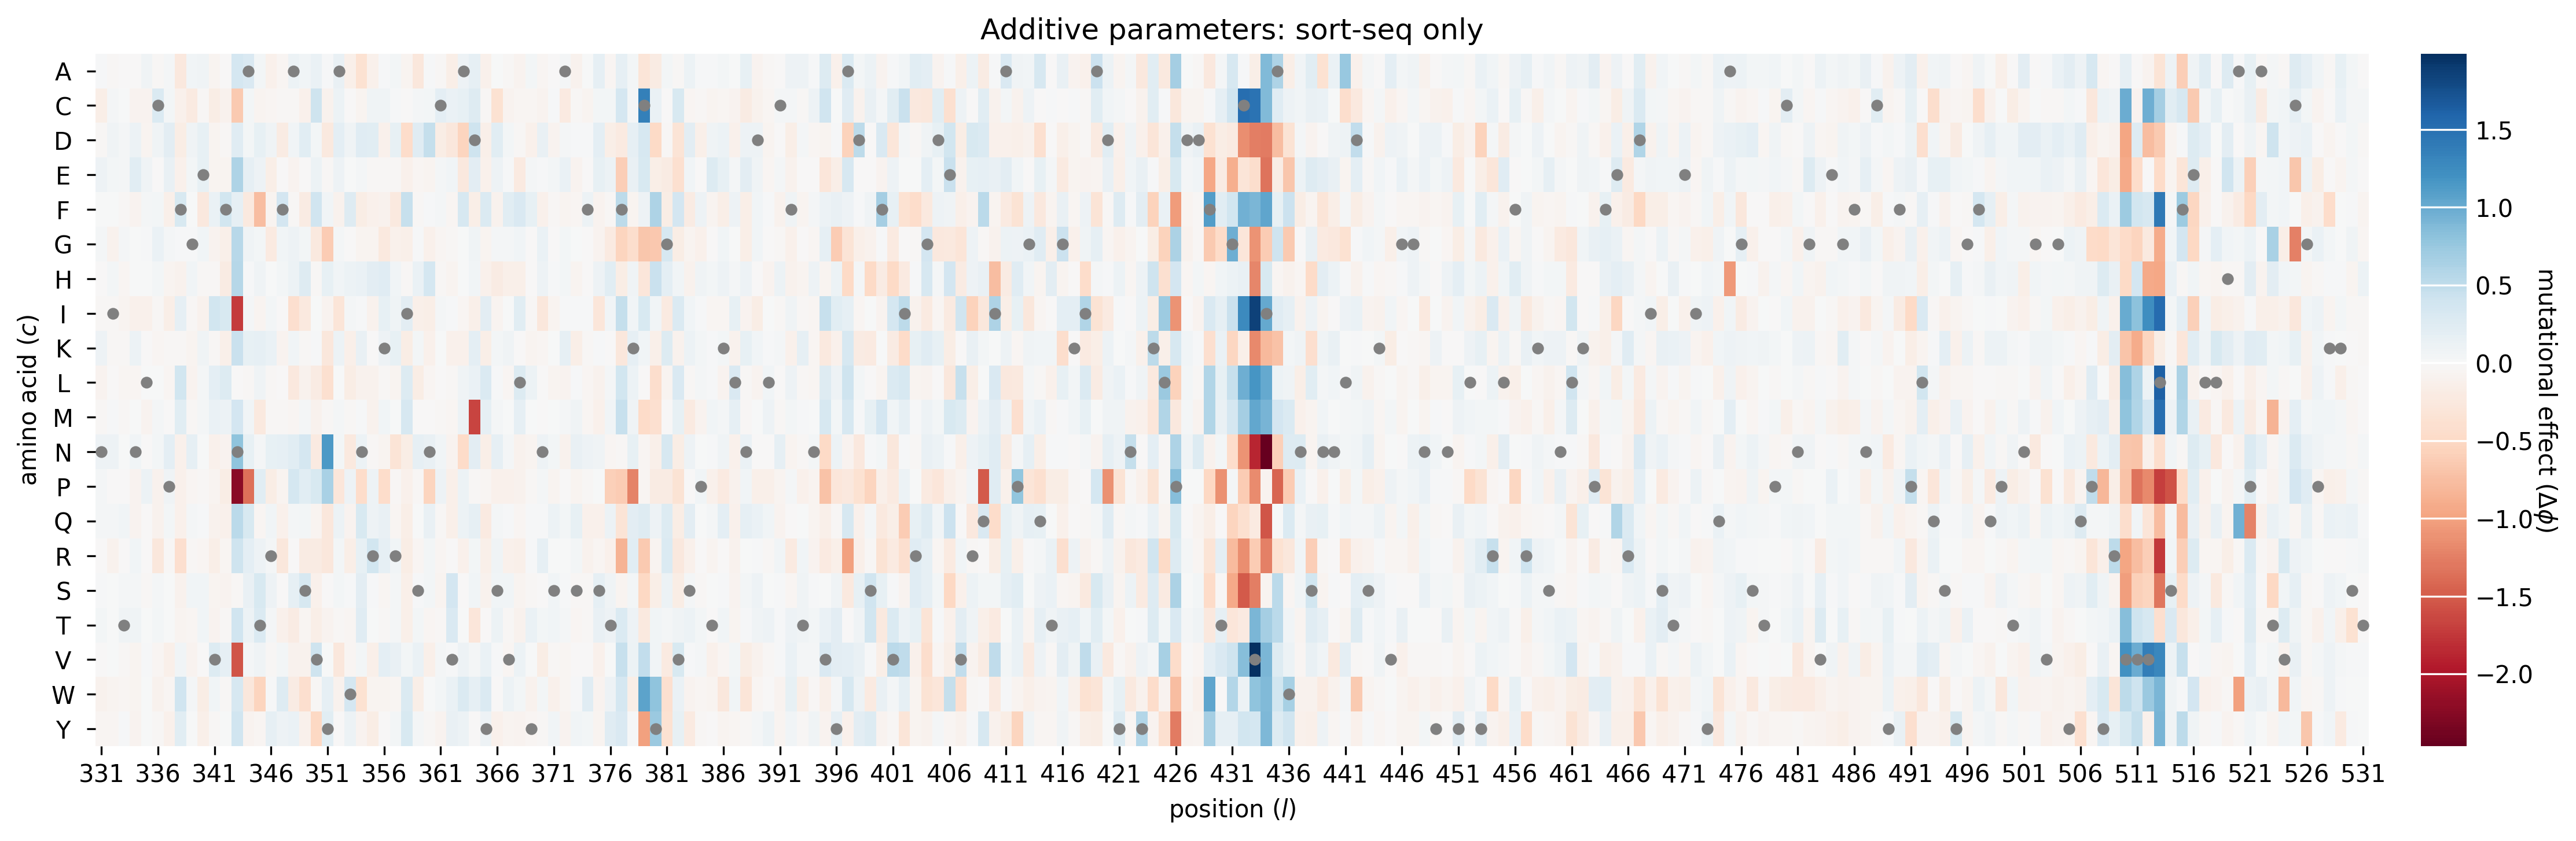 Additive parameters: sort-seq only
amino acid (c)
A
C
D
E
F
G
H
I
K
L
M
N
P
Q
R
S
T
V
W
Y
331 336 341 346 351 356 361 366 371 376 381 386 391 396 401 406 411 416 421 426 431 436 441 446 451 456 461 466 471 476 481 486 491 496 501 506 511 516 521 526 531
position (l)
1.5
1.0
0.5
0.0
−0.5
−1.0
−1.5
−2.0
mutational effect (Δϕ)